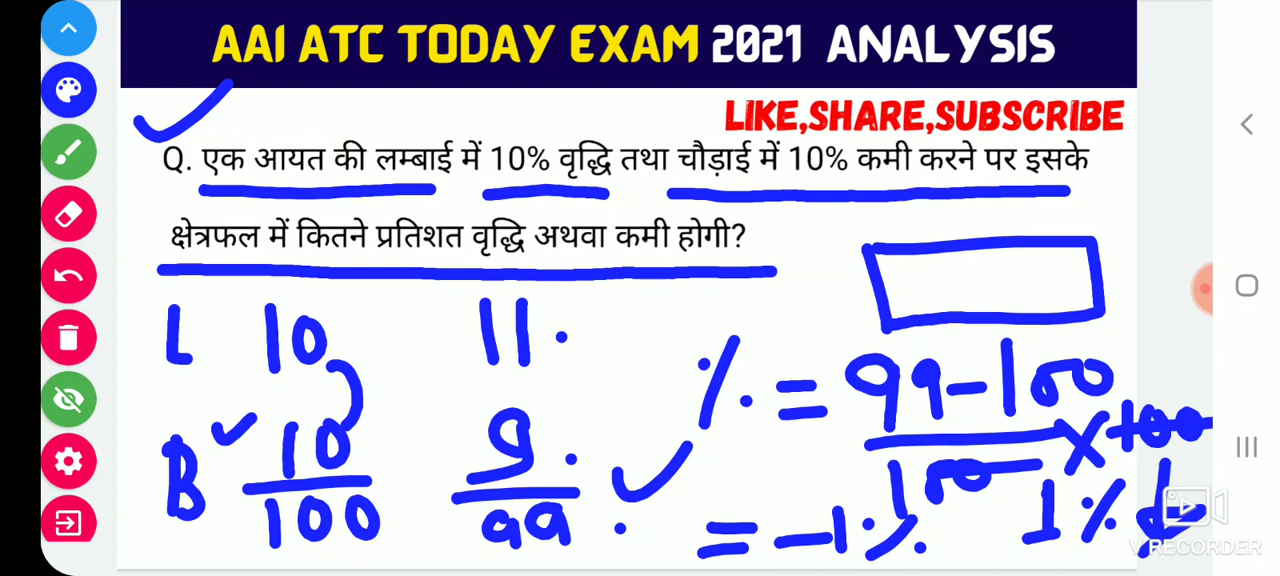 AAI ATC TODAY EXAM 2021 ANALYSIS
LIKE,SHARE,SUBSCRIBE
Q. एक आयत की लम्बाई में 10% वृद्धि तथा चौड़ाई में 10% कमी करने पर इसके
क्षेत्रफल में कितने प्रतिशत वृद्धि अथवा कमी होगी?
L 10 11
B 10 9
100 99
% = 99-100 / 100 × 100
= -1% 1% ↓
V RECORDER